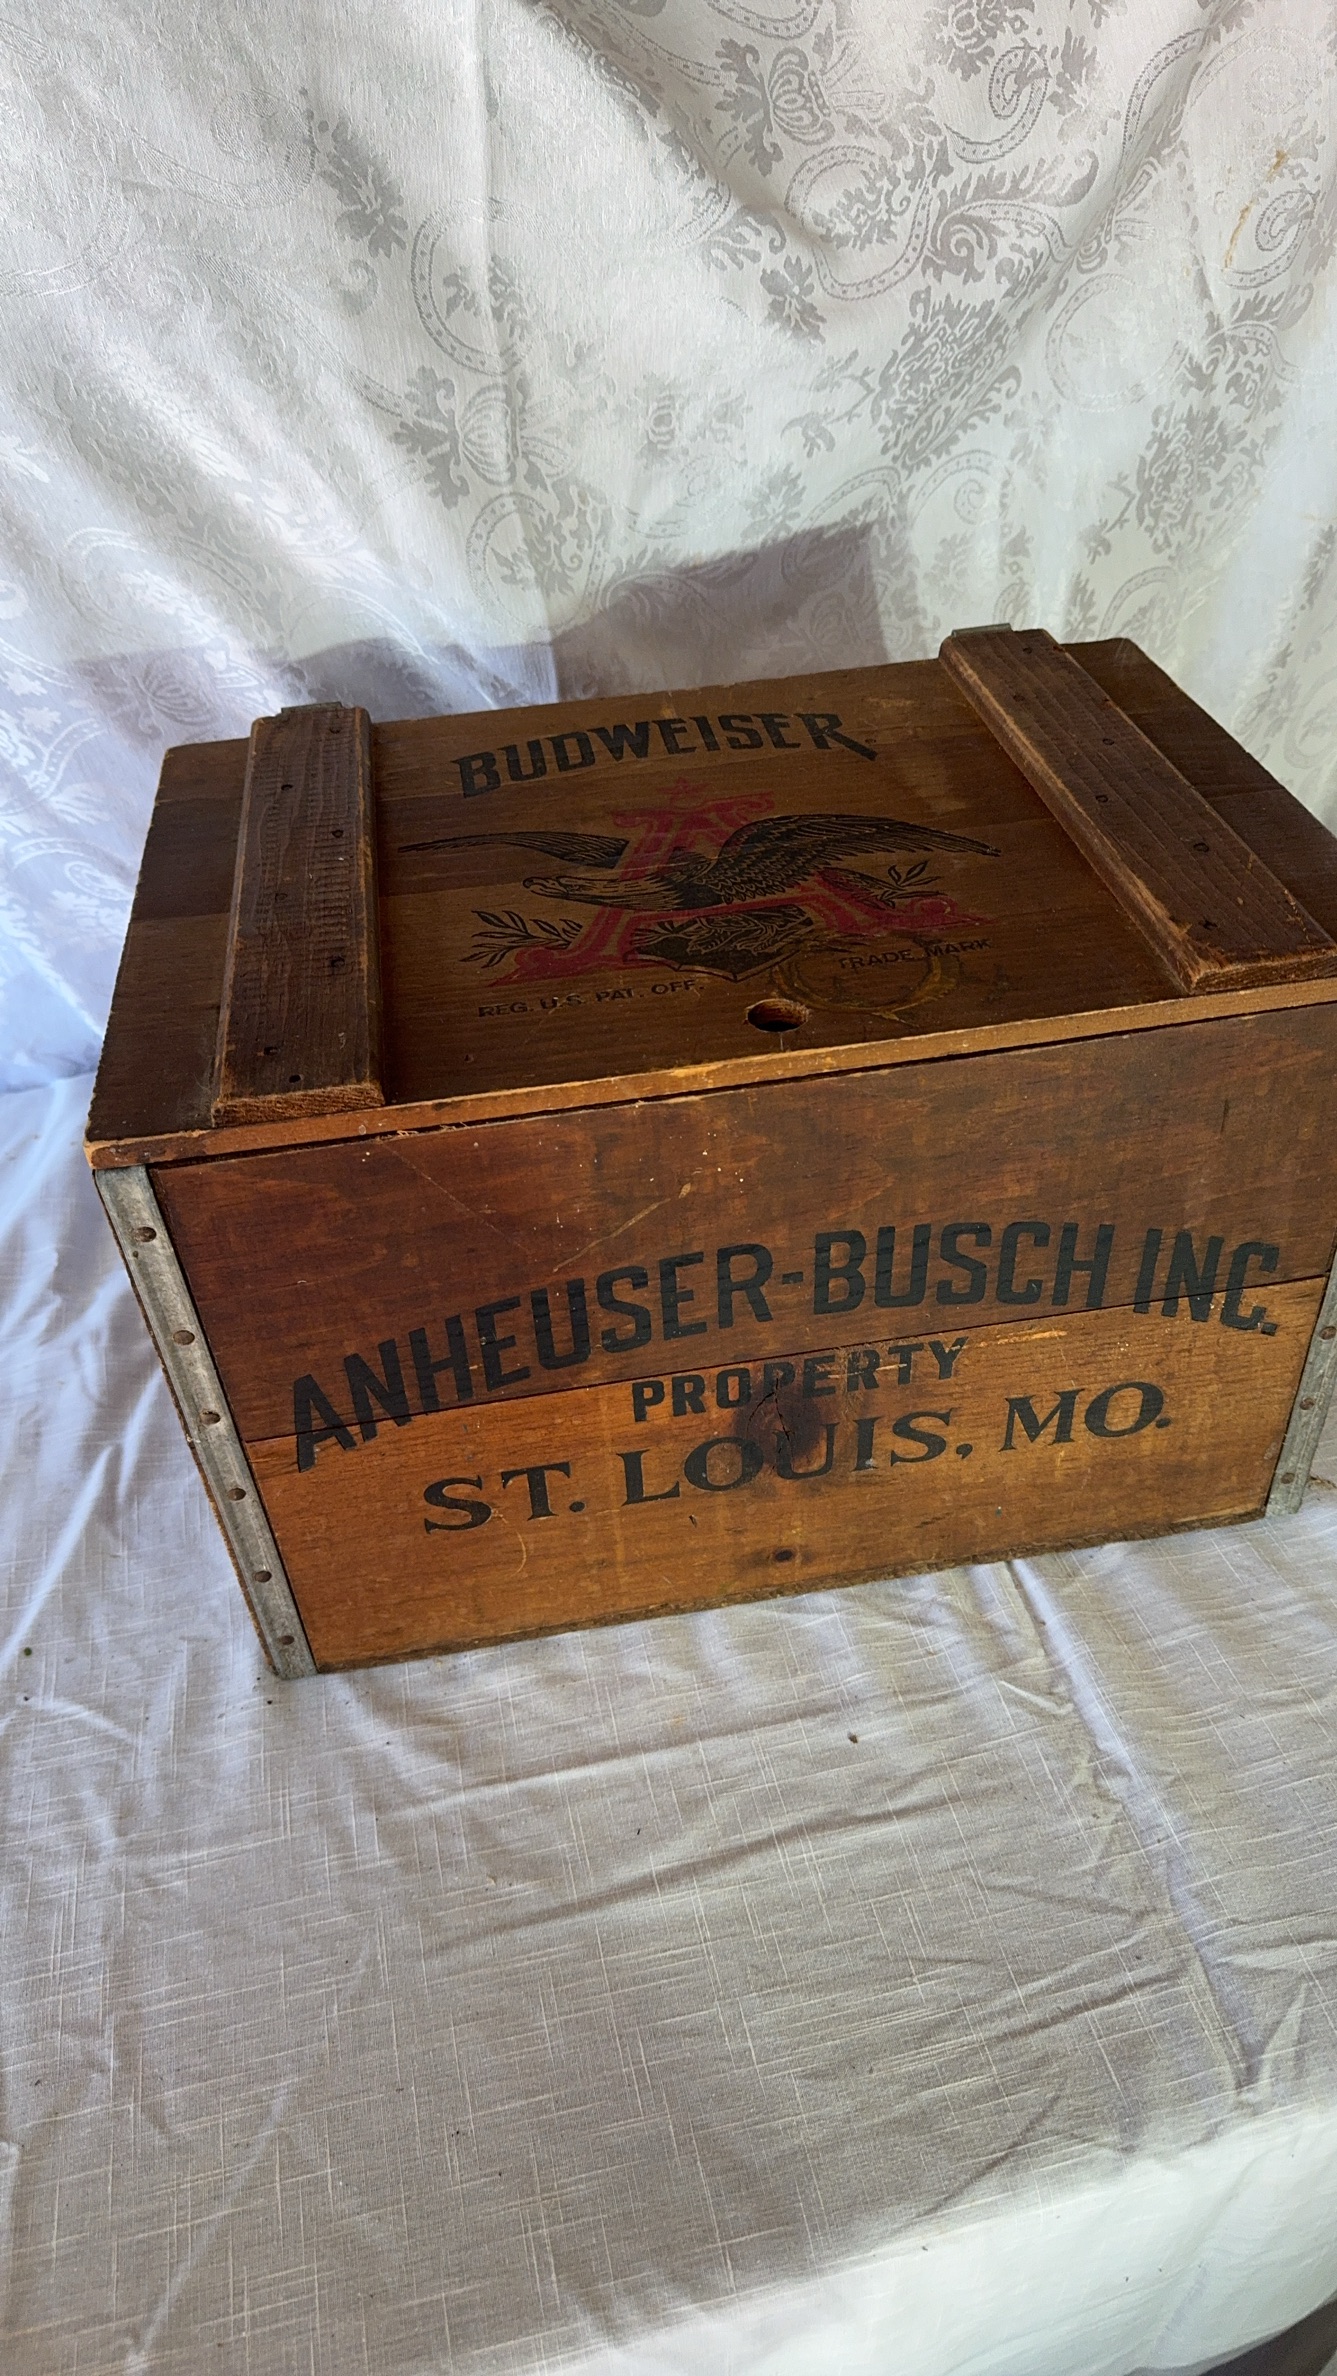 BUDWEISER
REG. U.S. PAT. OFF. TRADE MARK
ANHEUSER-BUSCH INC.
PROPERTY
ST. LOUIS, MO.